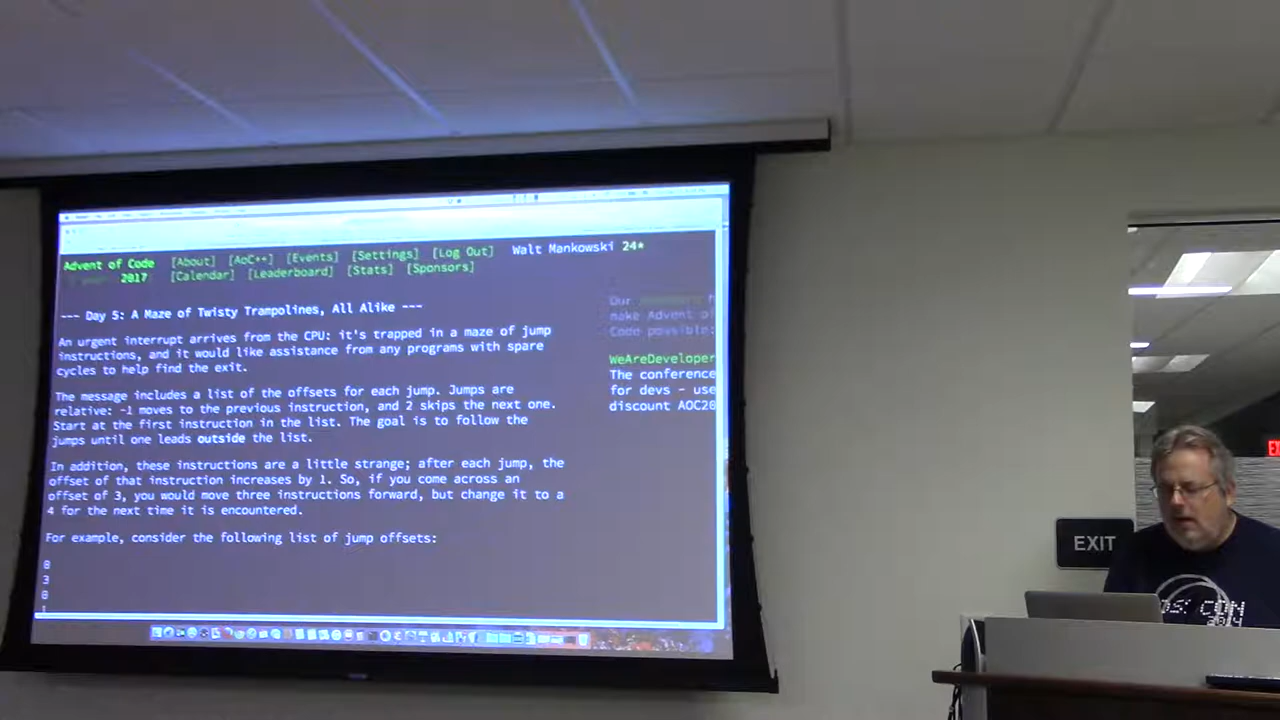 Advent of Code [About] [AoC++] [Events] [Settings] [Log Out] Walt Mankowski 24*
2017 [Calendar] [Leaderboard] [Stats] [Sponsors]
--- Day 5: A Maze of Twisty Trampolines, All Alike ---
An urgent interrupt arrives from the CPU: it's trapped in a maze of jump
instructions, and it would like assistance from any programs with spare
cycles to help find the exit.
The message includes a list of the offsets for each jump. Jumps are
relative: -1 moves to the previous instruction, and 2 skips the next one.
Start at the first instruction in the list. The goal is to follow the
jumps until one leads outside the list.
In addition, these instructions are a little strange; after each jump, the
offset of that instruction increases by 1. So, if you come across an
offset of 3, you would move three instructions forward, but change it to a
4 for the next time it is encountered.
For example, consider the following list of jump offsets:
0
3
0
1
Our
make Advent of
Code possible:
WeAreDeveloper
The conference
for devs - use
discount AOC20
EXIT
CON